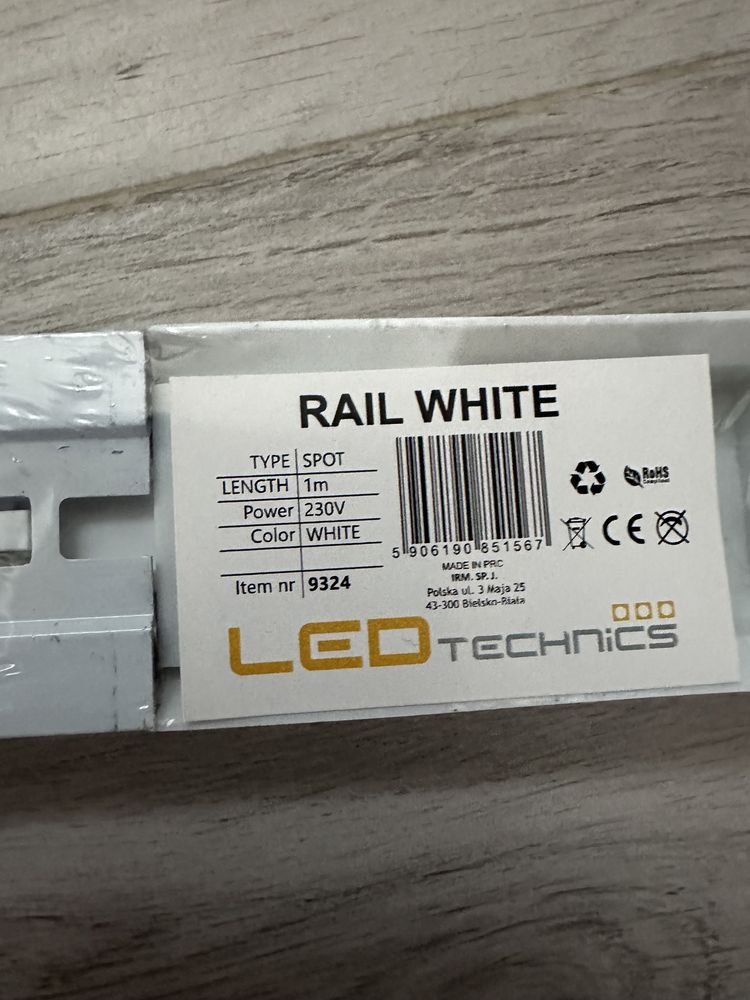 RAIL WHITE
TYPE SPOT
LENGTH 1m
Power 230V
Color WHITE
Item nr 9324
5 906190 851567
MADE IN PRC
IRM. SP. J.
Polska ul. 3 Maja 25
43-300 Bielsko-Biała
RoHS
CE
LED TECHNiCS